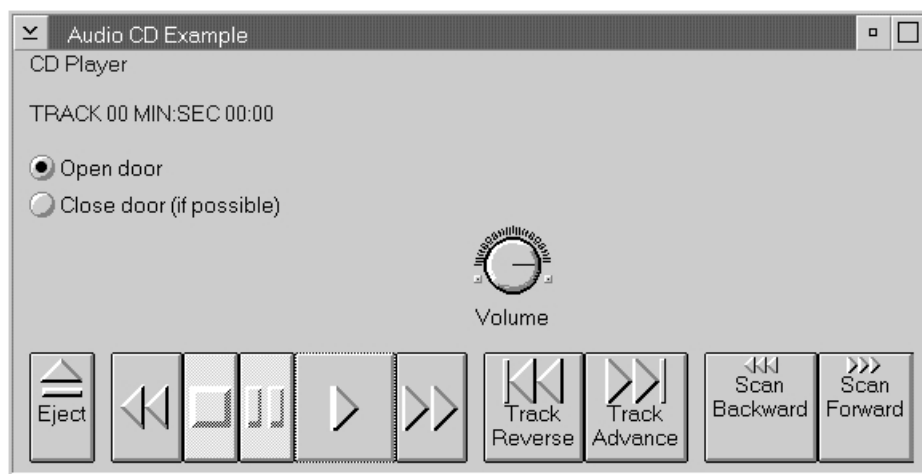 Audio CD Example
CD Player
TRACK 00 MIN:SEC 00:00
Open door
Close door (if possible)
Volume
Eject
Track
Reverse
Track
Advance
Scan
Backward
Scan
Forward